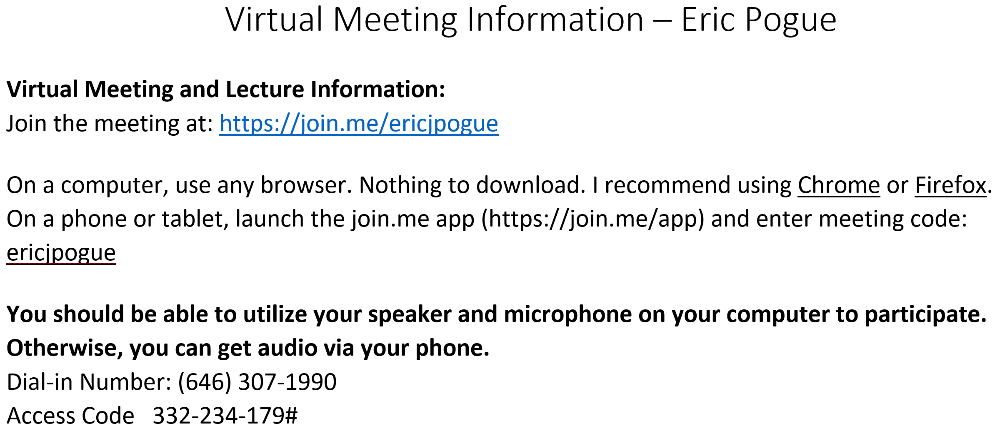 Virtual Meeting Information – Eric Pogue
Virtual Meeting and Lecture Information:
Join the meeting at: https://join.me/ericjpogue
On a computer, use any browser. Nothing to download. I recommend using Chrome or Firefox.
On a phone or tablet, launch the join.me app (https://join.me/app) and enter meeting code:
ericjpogue
You should be able to utilize your speaker and microphone on your computer to participate.
Otherwise, you can get audio via your phone.
Dial-in Number: (646) 307-1990
Access Code   332-234-179#